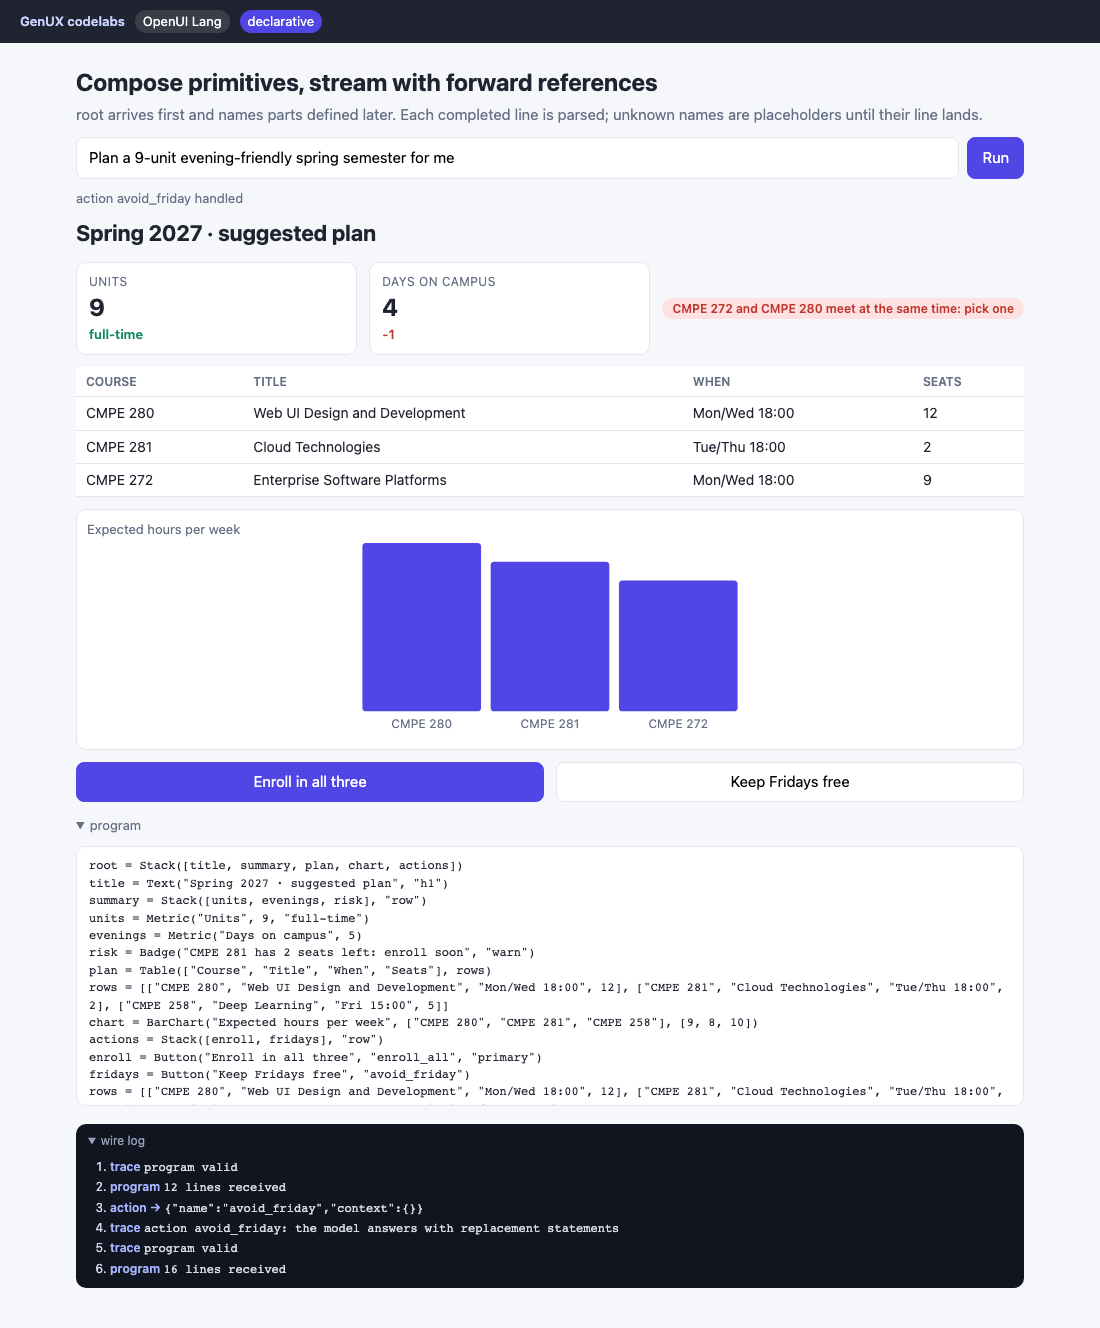 GenUX codelabs OpenUI Lang declarative
Compose primitives, stream with forward references
root arrives first and names parts defined later. Each completed line is parsed; unknown names are placeholders until their line lands.
Plan a 9-unit evening-friendly spring semester for me
Run
action avoid_friday handled
Spring 2027 · suggested plan
UNITS
9
full-time
DAYS ON CAMPUS
4
-1
CMPE 272 and CMPE 280 meet at the same time: pick one
COURSE TITLE WHEN SEATS
CMPE 280 Web UI Design and Development Mon/Wed 18:00 12
CMPE 281 Cloud Technologies Tue/Thu 18:00 2
CMPE 272 Enterprise Software Platforms Mon/Wed 18:00 9
Expected hours per week
CMPE 280 CMPE 281 CMPE 272
Enroll in all three
Keep Fridays free
▼ program
root = Stack([title, summary, plan, chart, actions])
title = Text("Spring 2027 · suggested plan", "h1")
summary = Stack([units, evenings, risk], "row")
units = Metric("Units", 9, "full-time")
evenings = Metric("Days on campus", 5)
risk = Badge("CMPE 281 has 2 seats left: enroll soon", "warn")
plan = Table(["Course", "Title", "When", "Seats"], rows)
rows = [["CMPE 280", "Web UI Design and Development", "Mon/Wed 18:00", 12], ["CMPE 281", "Cloud Technologies", "Tue/Thu 18:00",
2], ["CMPE 258", "Deep Learning", "Fri 15:00", 5]]
chart = BarChart("Expected hours per week", ["CMPE 280", "CMPE 281", "CMPE 258"], [9, 8, 10])
actions = Stack([enroll, fridays], "row")
enroll = Button("Enroll in all three", "enroll_all", "primary")
fridays = Button("Keep Fridays free", "avoid_friday")
rows = [["CMPE 280", "Web UI Design and Development", "Mon/Wed 18:00", 12], ["CMPE 281", "Cloud Technologies", "Tue/Thu 18:00",
▼ wire log
1. trace program valid
2. program 12 lines received
3. action → {"name":"avoid_friday","context":{}}
4. trace action avoid_friday: the model answers with replacement statements
5. trace program valid
6. program 16 lines received